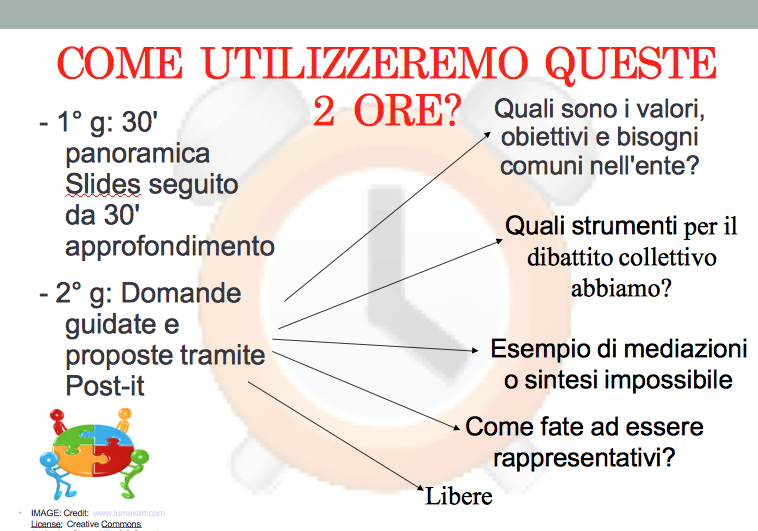 COME UTILIZZEREMO QUESTE
2 ORE?
- 1° g: 30'
panoramica
Slides seguito
da 30'
approfondimento
- 2° g: Domande
guidate e
proposte tramite
Post-it
Quali sono i valori,
obiettivi e bisogni
comuni nell'ente?
Quali strumenti per il
dibattito collettivo
abbiamo?
Esempio di mediazioni
o sintesi impossibile
Come fate ad essere
rappresentativi?
Libere
• IMAGE: Credit: www.lumaxart.com
License: Creative Commons